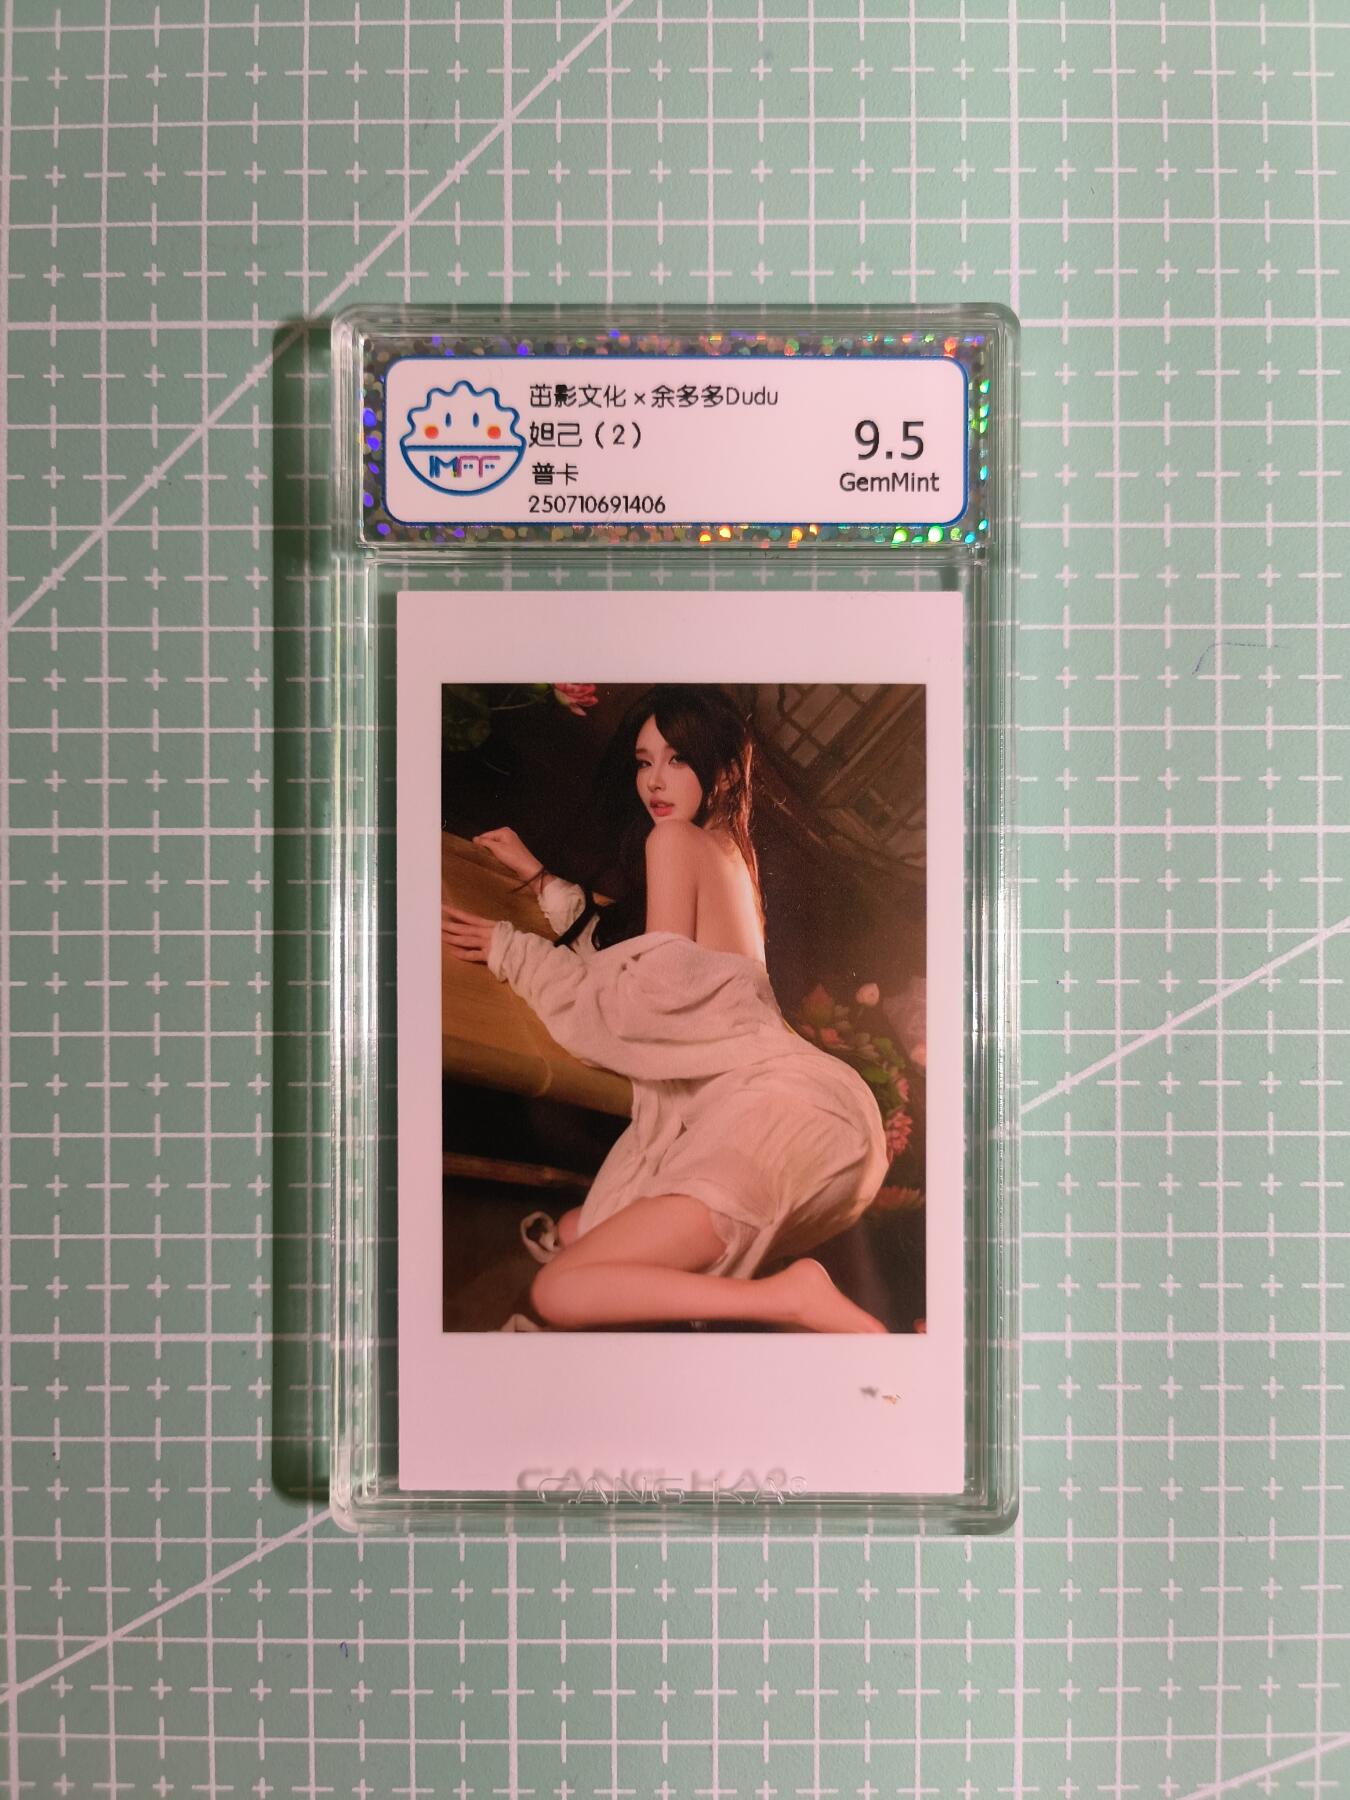 茁影文化 × 余多多Dudu
妲己（2）
普卡
250710691406
9.5
GemMint
IMFF
CANG KA®